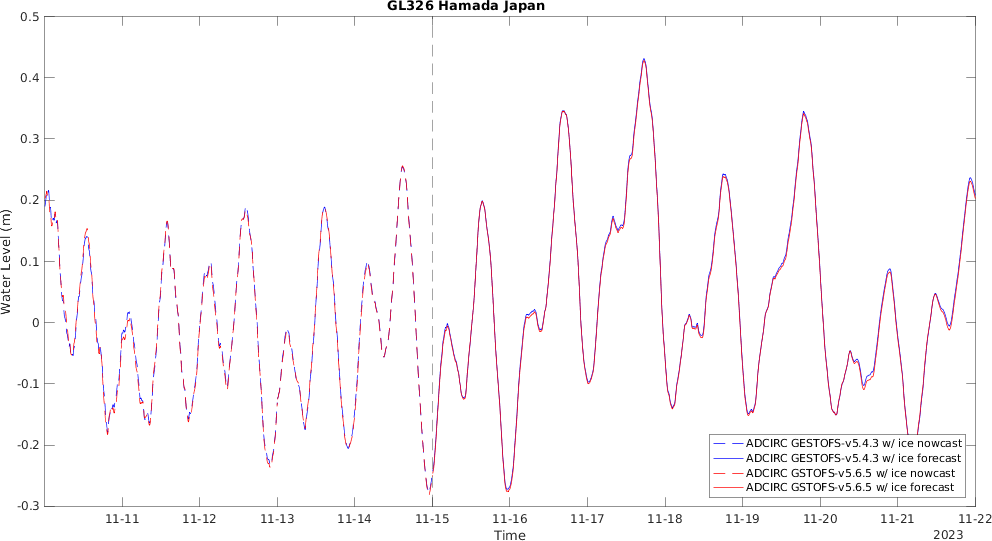 GL326 Hamada Japan
0.5
0.4
0.3
0.2
0.1
0
-0.1
-0.2
-0.3
Water Level (m)
ADCIRC GESTOFS-v5.4.3 w/ ice nowcast
ADCIRC GESTOFS-v5.4.3 w/ ice forecast
ADCIRC GSTOFS-v5.6.5 w/ ice nowcast
ADCIRC GSTOFS-v5.6.5 w/ ice forecast
11-11 11-12 11-13 11-14 11-15 11-16 11-17 11-18 11-19 11-20 11-21 11-22
Time
2023